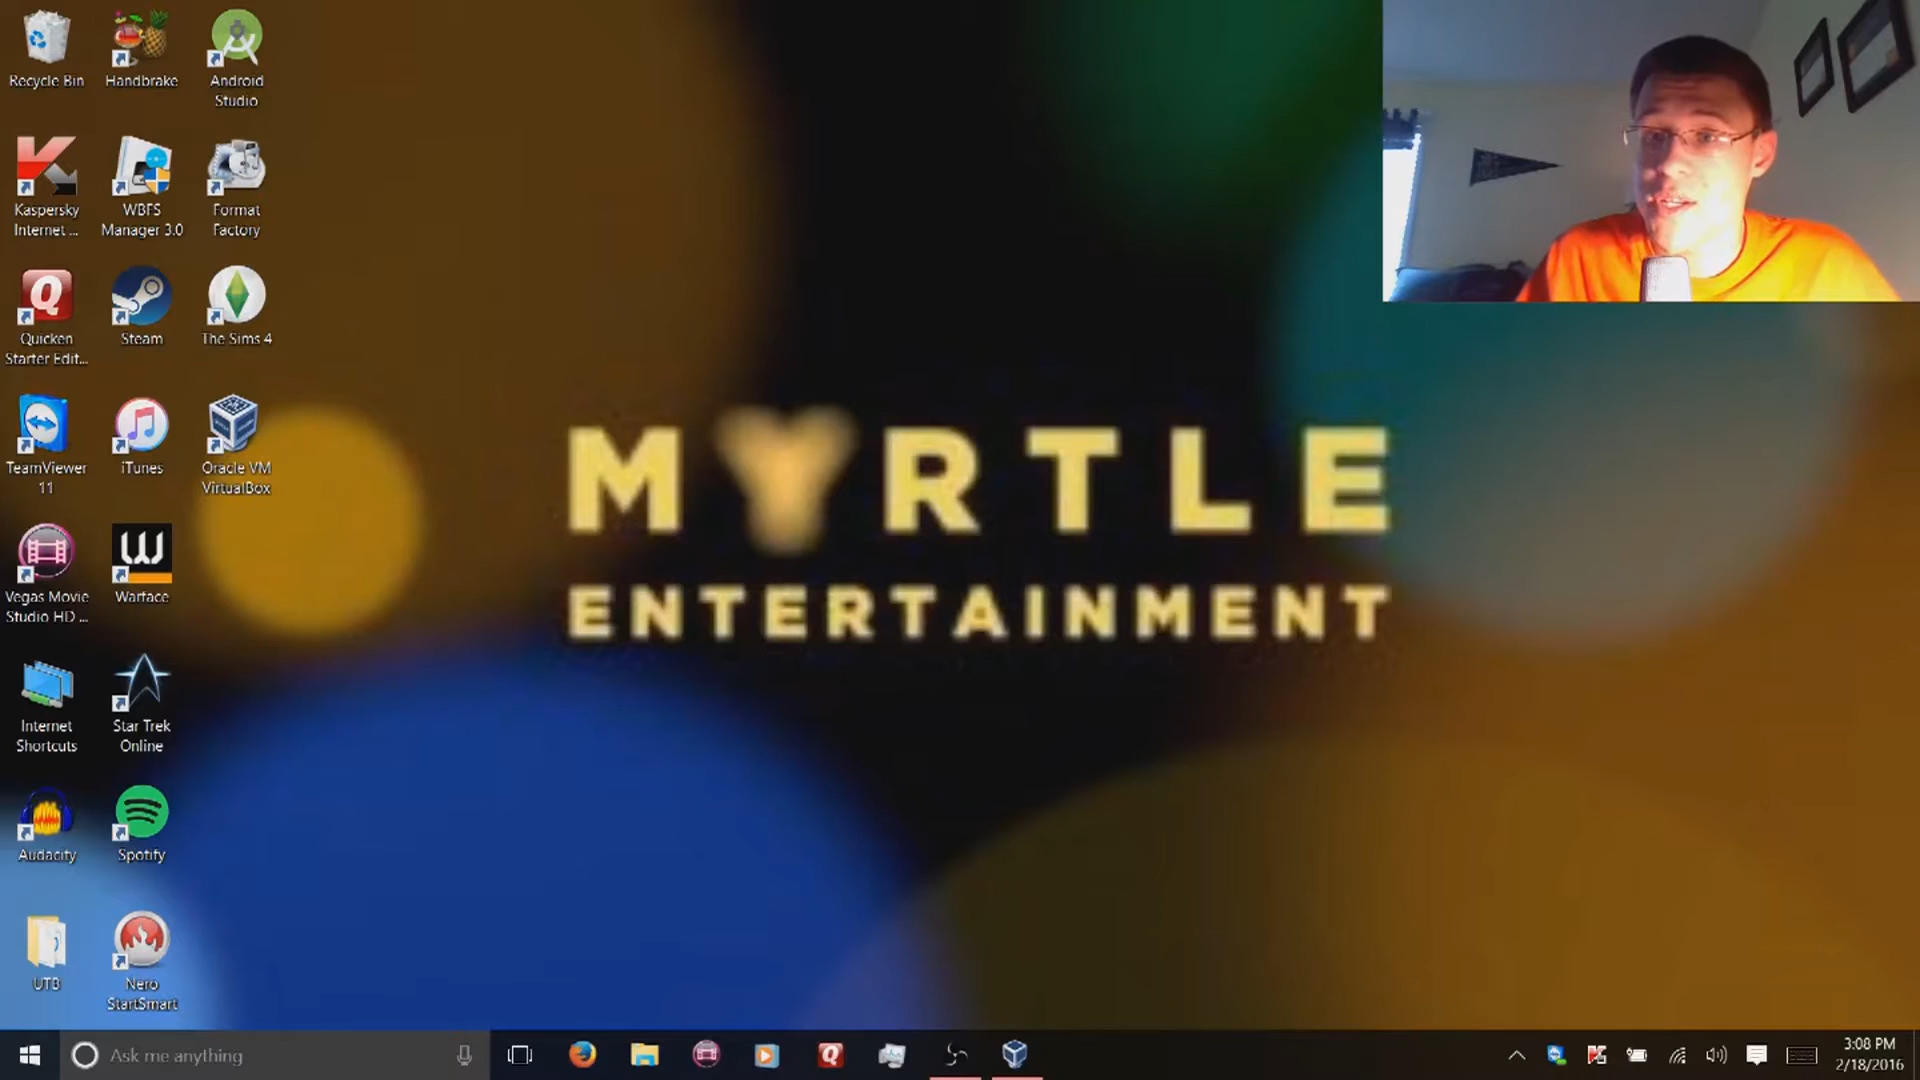 Recycle Bin
Handbrake
Android
Studio
Kaspersky
Internet ...
WBFS
Manager 3.0
Format
Factory
Quicken
Starter Edit...
Steam
The Sims 4
TeamViewer
11
iTunes
Oracle VM
VirtualBox
Vegas Movie
Studio HD ...
Warface
Internet
Shortcuts
Star Trek
Online
Audacity
Spotify
UTB
Nero
StartSmart
MYRTLE
ENTERTAINMENT
Ask me anything
3:08 PM
2/18/2016